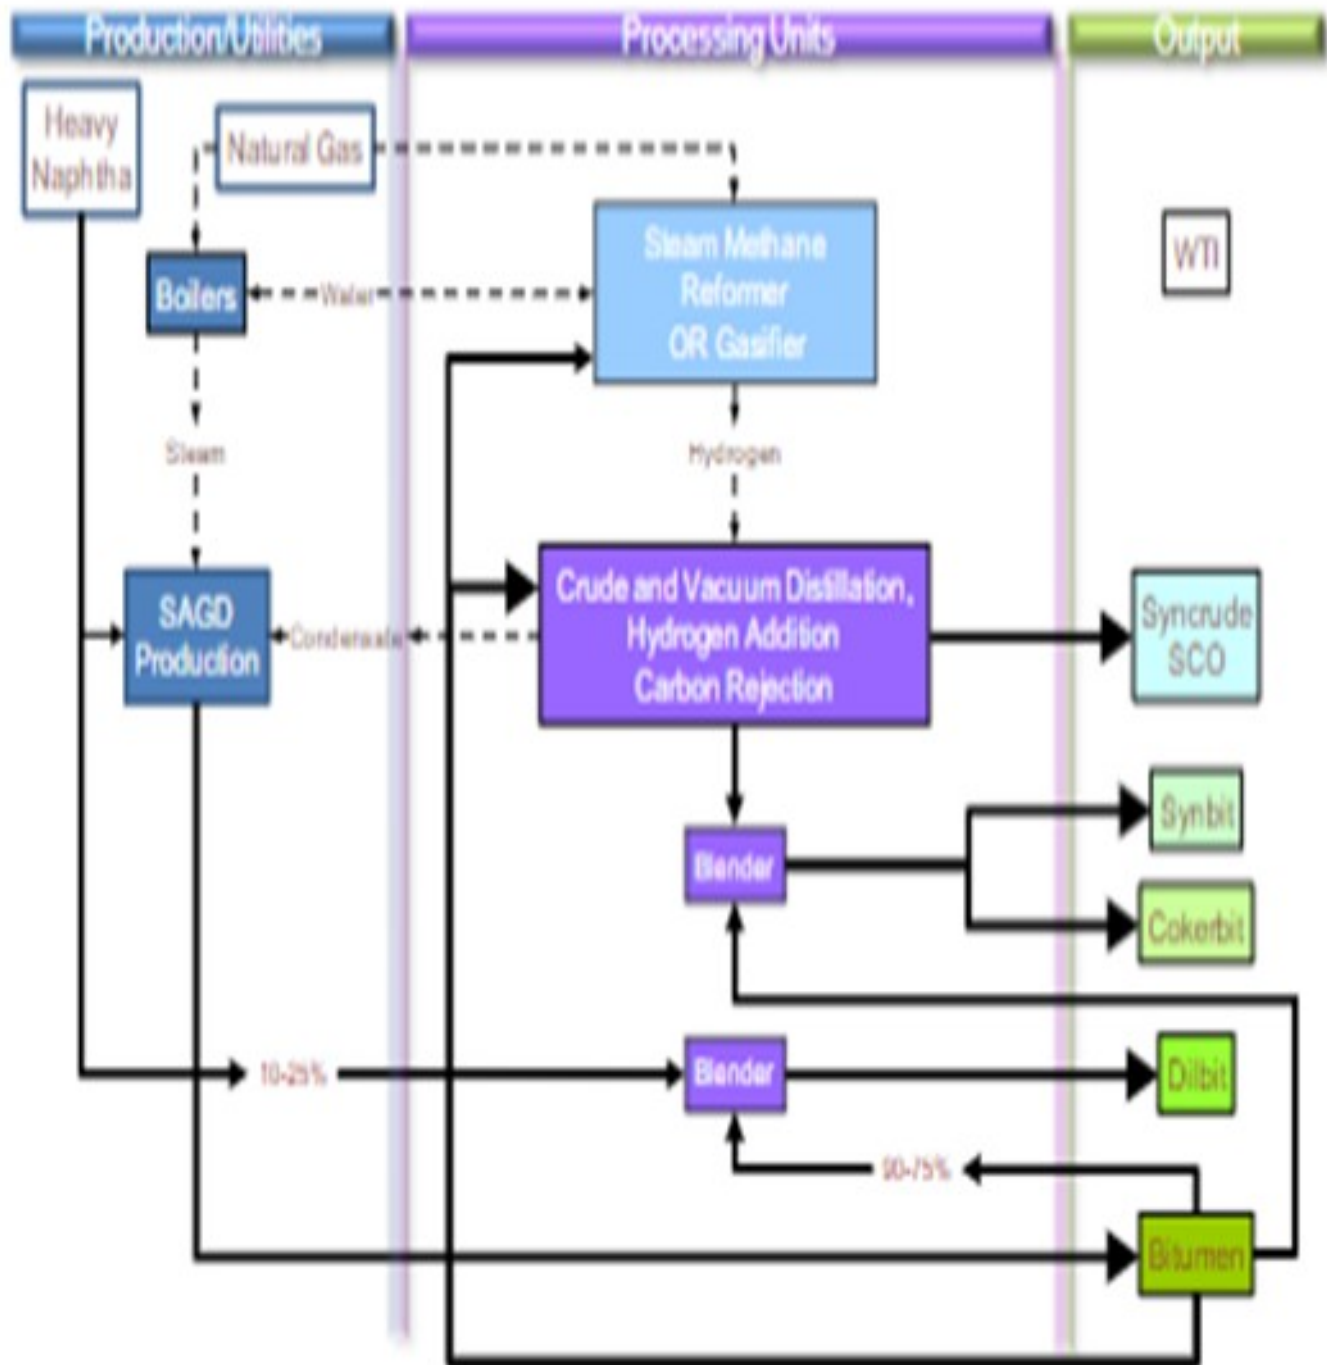 Production/Utilities
Processing Units
Output
Heavy
Naphtha
Natural Gas
Steam Methane
Reformer
OR Gasifier
WTI
Boilers
Water
Steam
Hydrogen
SAGD
Production
Condensate
Crude and Vacuum Distillation,
Hydrogen Addition
Carbon Rejection
Syncrude
SCO
Synbit
Blender
Cokerbit
10-25%
Blender
Dilbit
90-75%
Bitumen